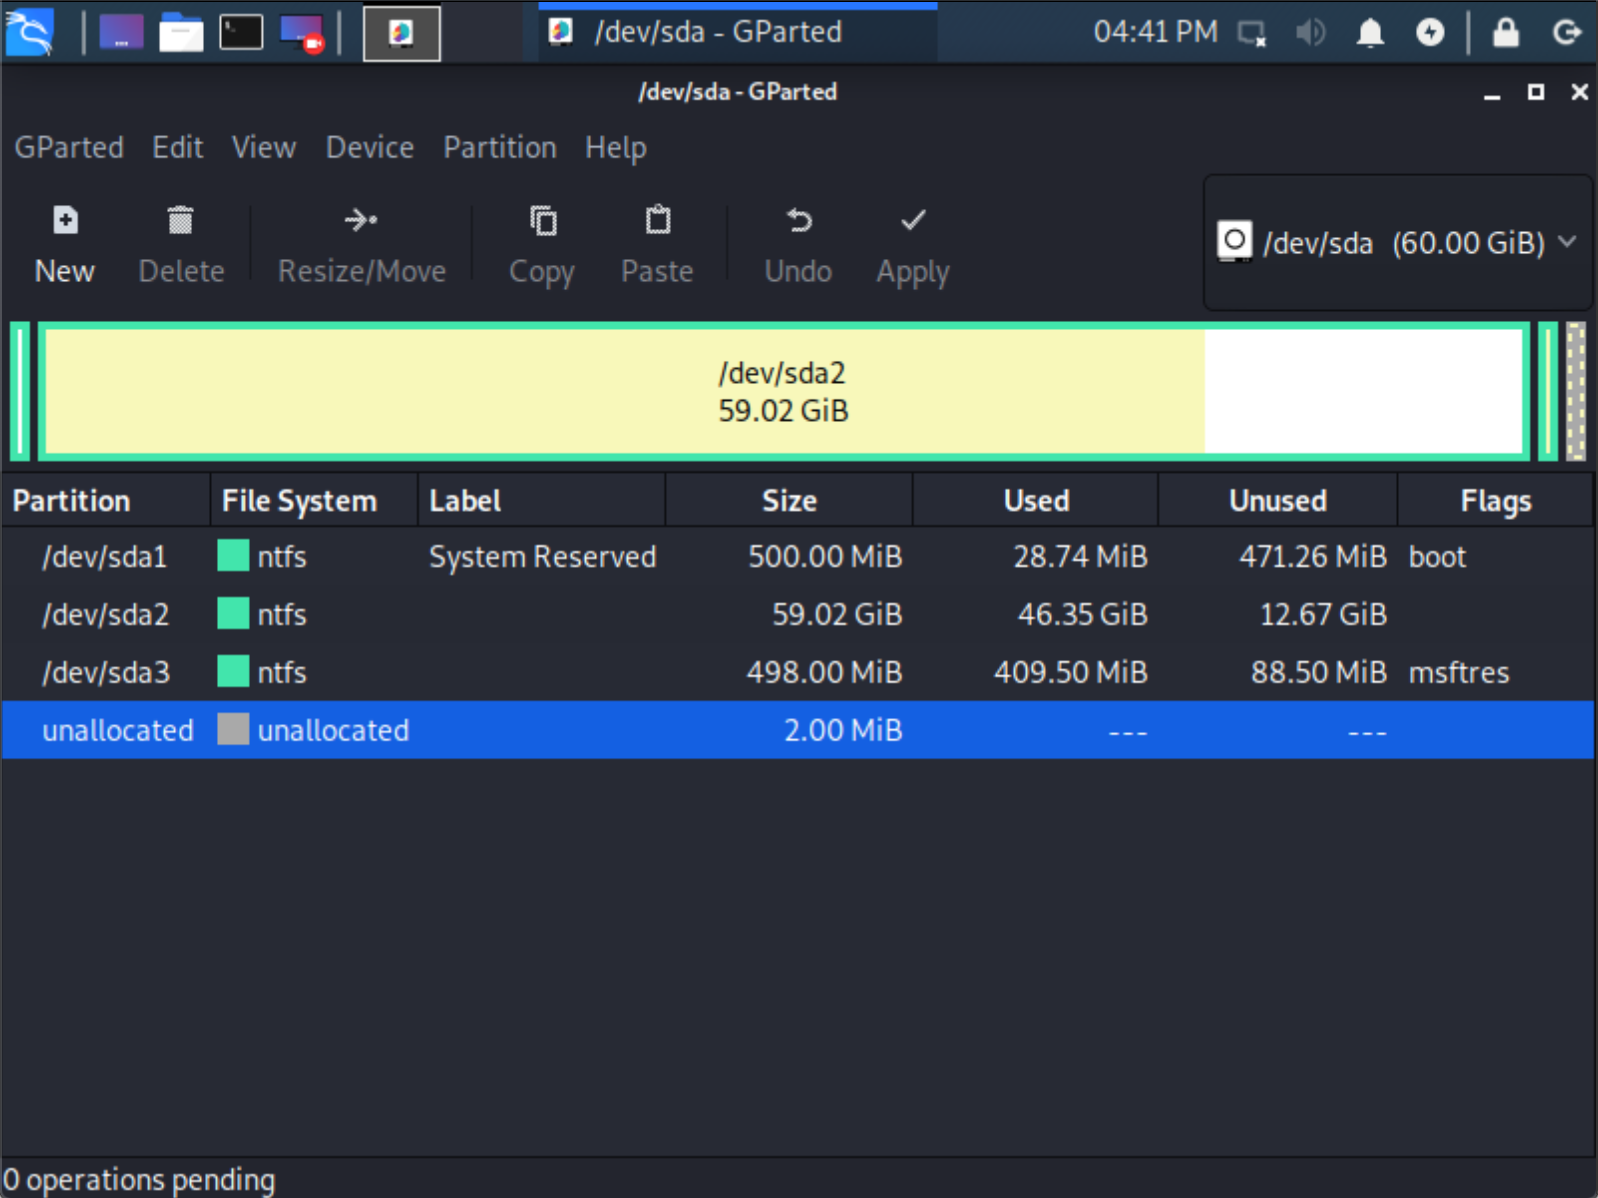 /dev/sda - GParted 04:41 PM
/dev/sda - GParted
GParted Edit View Device Partition Help
New Delete Resize/Move Copy Paste Undo Apply /dev/sda (60.00 GiB)
/dev/sda2
59.02 GiB
Partition File System Label Size Used Unused Flags
/dev/sda1 ntfs System Reserved 500.00 MiB 28.74 MiB 471.26 MiB boot
/dev/sda2 ntfs 59.02 GiB 46.35 GiB 12.67 GiB
/dev/sda3 ntfs 498.00 MiB 409.50 MiB 88.50 MiB msftres
unallocated unallocated 2.00 MiB --- ---
0 operations pending